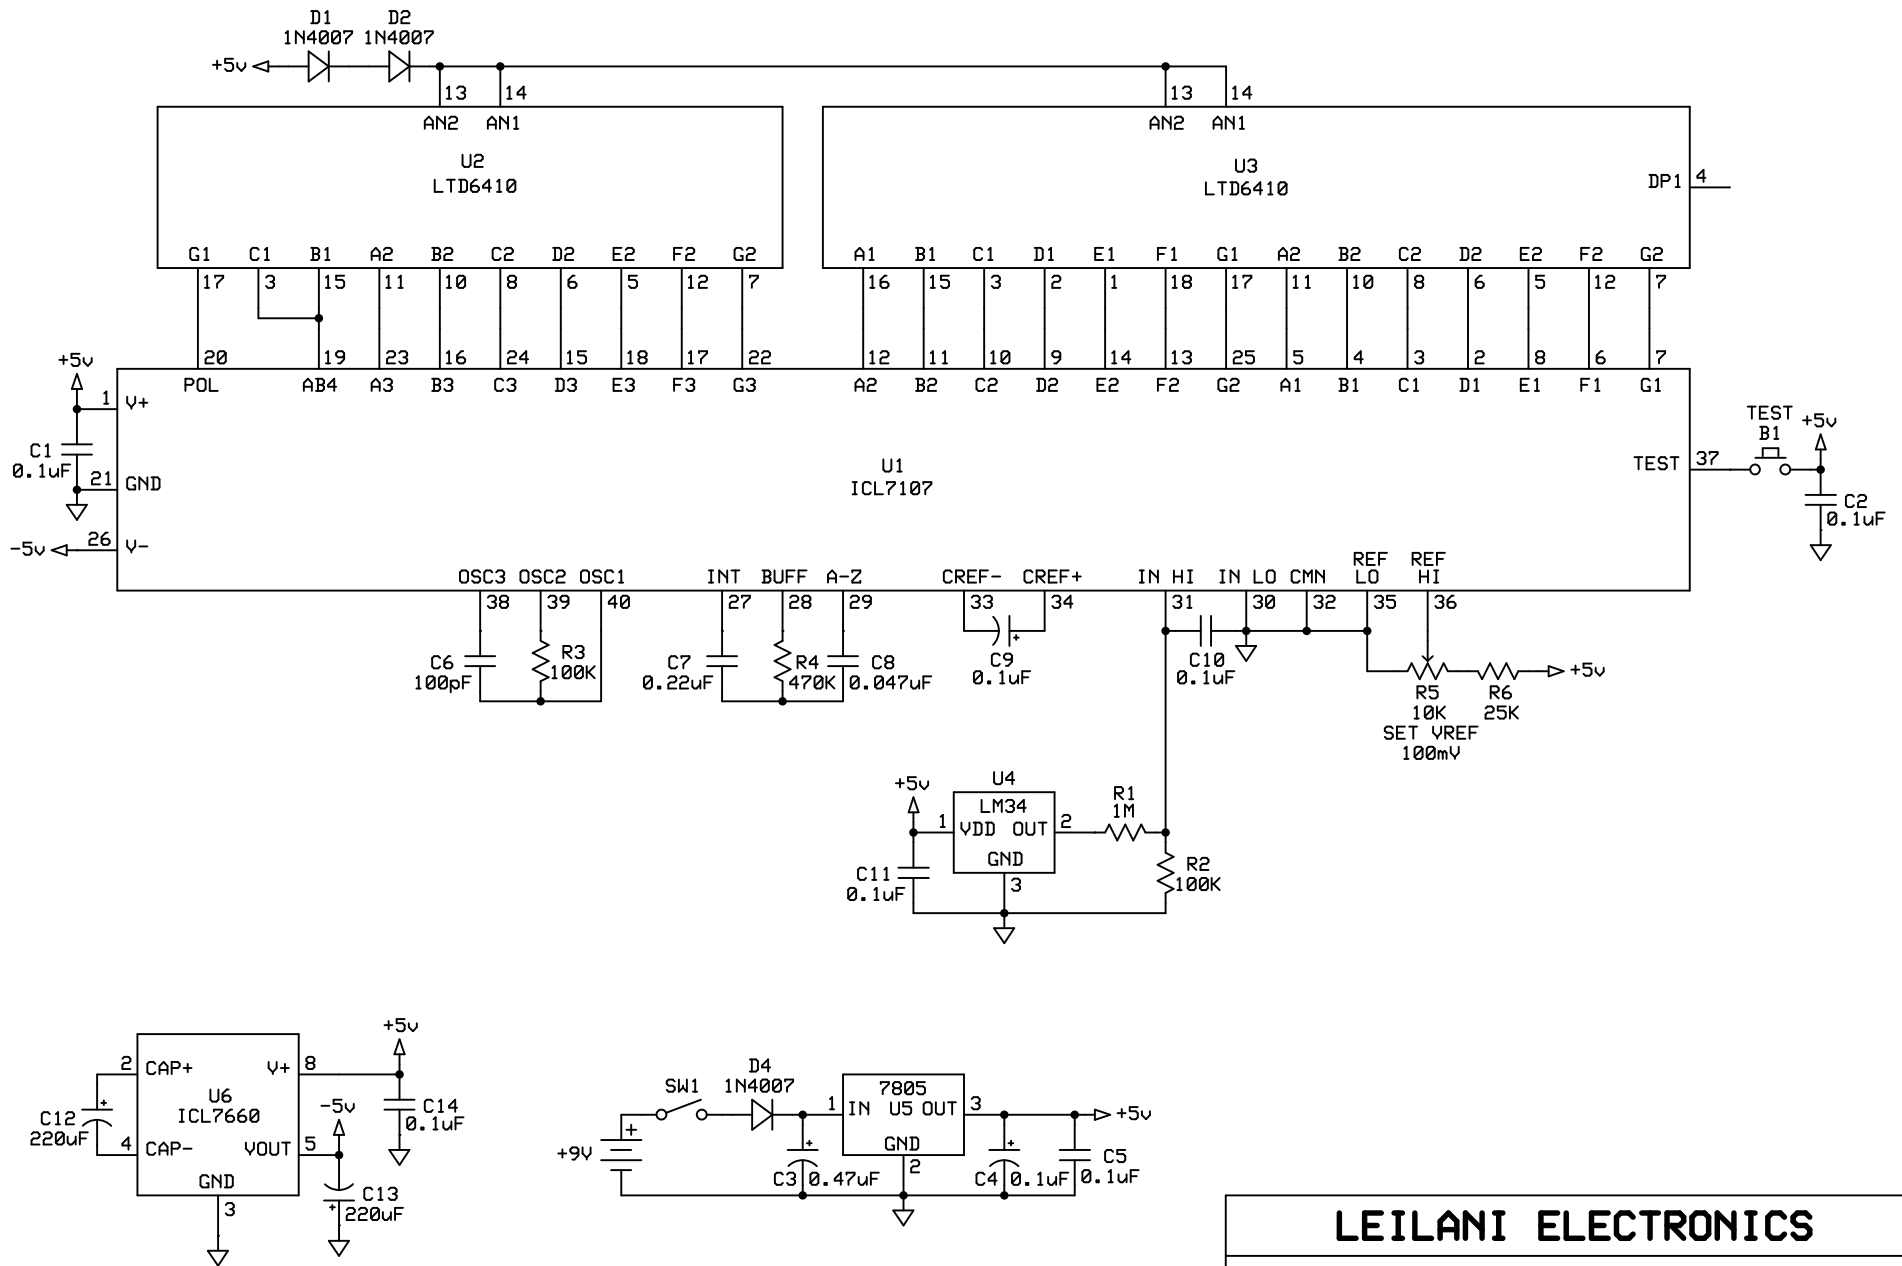 D1 D2
1N4007 1N4007
+5v
13 14 13 14
AN2 AN1 AN2 AN1
U2
LTD6410
U3
LTD6410
DP1 4
G1 C1 B1 A2 B2 C2 D2 E2 F2 G2
A1 B1 C1 D1 E1 F1 G1 A2 B2 C2 D2 E2 F2 G2
17 3 15 11 10 8 6 5 12 7
16 15 3 2 1 18 17 11 10 8 6 5 12 7
20 19 23 16 24 15 18 17 22
12 11 10 9 14 13 25 5 4 3 2 8 6 7
POL AB4 A3 B3 C3 D3 E3 F3 G3
A2 B2 C2 D2 E2 F2 G2 A1 B1 C1 D1 E1 F1 G1
+5v
1 V+
C1
0.1uF
21 GND
-5v 26 V-
U1
ICL7107
TEST 37
TEST
B1
+5v
C2
0.1uF
OSC3 OSC2 OSC1 INT BUFF A-Z CREF- CREF+ IN HI IN LO CMN REF LO REF HI
38 39 40 27 28 29 33 34 31 30 32 35 36
C6
100pF
R3
100K
C7
0.22uF
R4
470K
C8
0.047uF
C9
0.1uF
+
C10
0.1uF
R5
10K
SET VREF
100mV
R6
25K
+5v
+5v
U4
LM34
1 VDD OUT 2
GND
3
R1
1M
R2
100K
C11
0.1uF
+5v
2 CAP+ V+ 8
U6
ICL7660
+
C12
220uF
4 CAP- VOUT 5
GND
3
-5v
C14
0.1uF
C13
+ 220uF
SW1
D4
1N4007
7805
1 IN U5 OUT 3
GND
2
+5v
+
+9V
+
C3 0.47uF
+
C4 0.1uF
C5
0.1uF
LEILANI ELECTRONICS